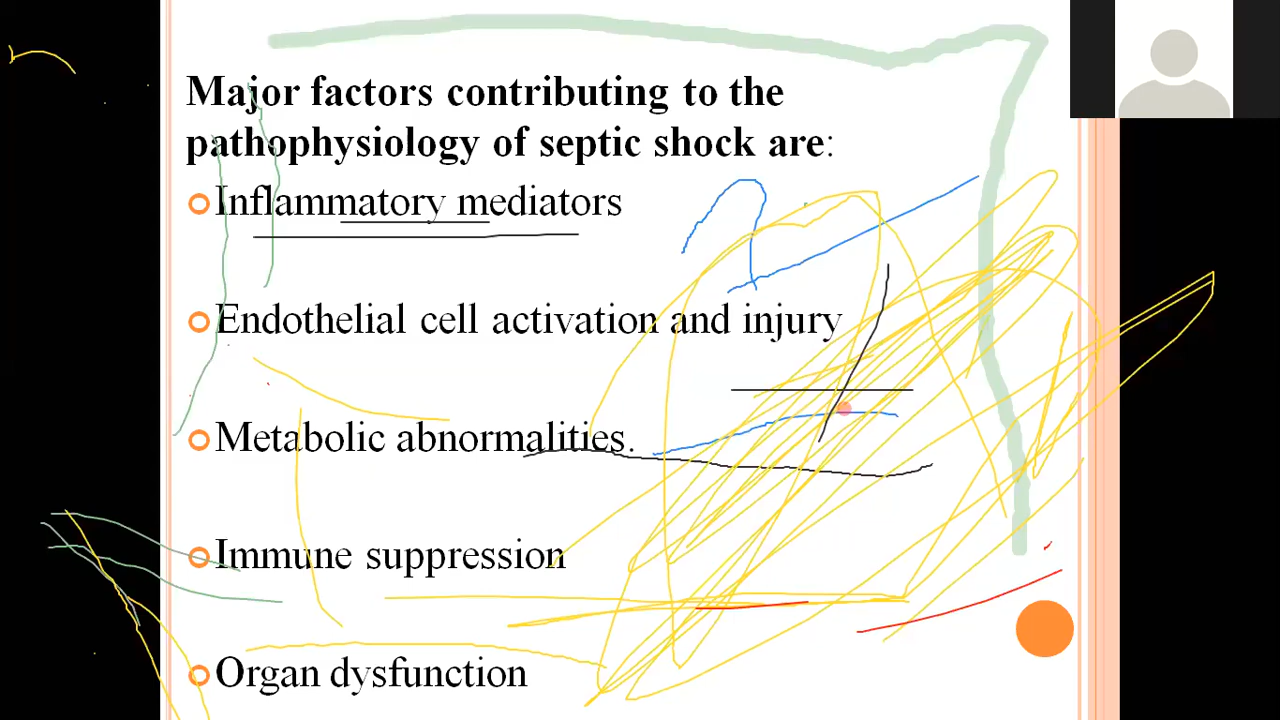 Major factors contributing to the
pathophysiology of septic shock are:
Inflammatory mediators
Endothelial cell activation and injury
Metabolic abnormalities.
Immune suppression
Organ dysfunction